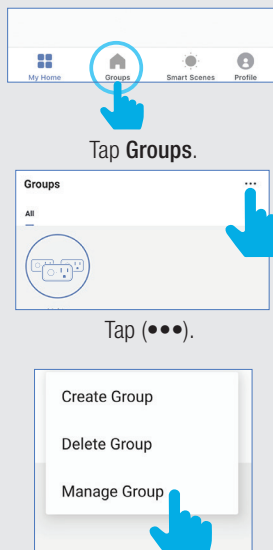 My Home Groups Smart Scenes Profile
Tap Groups.
Groups •••
All
Tap (•••).
Create Group
Delete Group
Manage Group